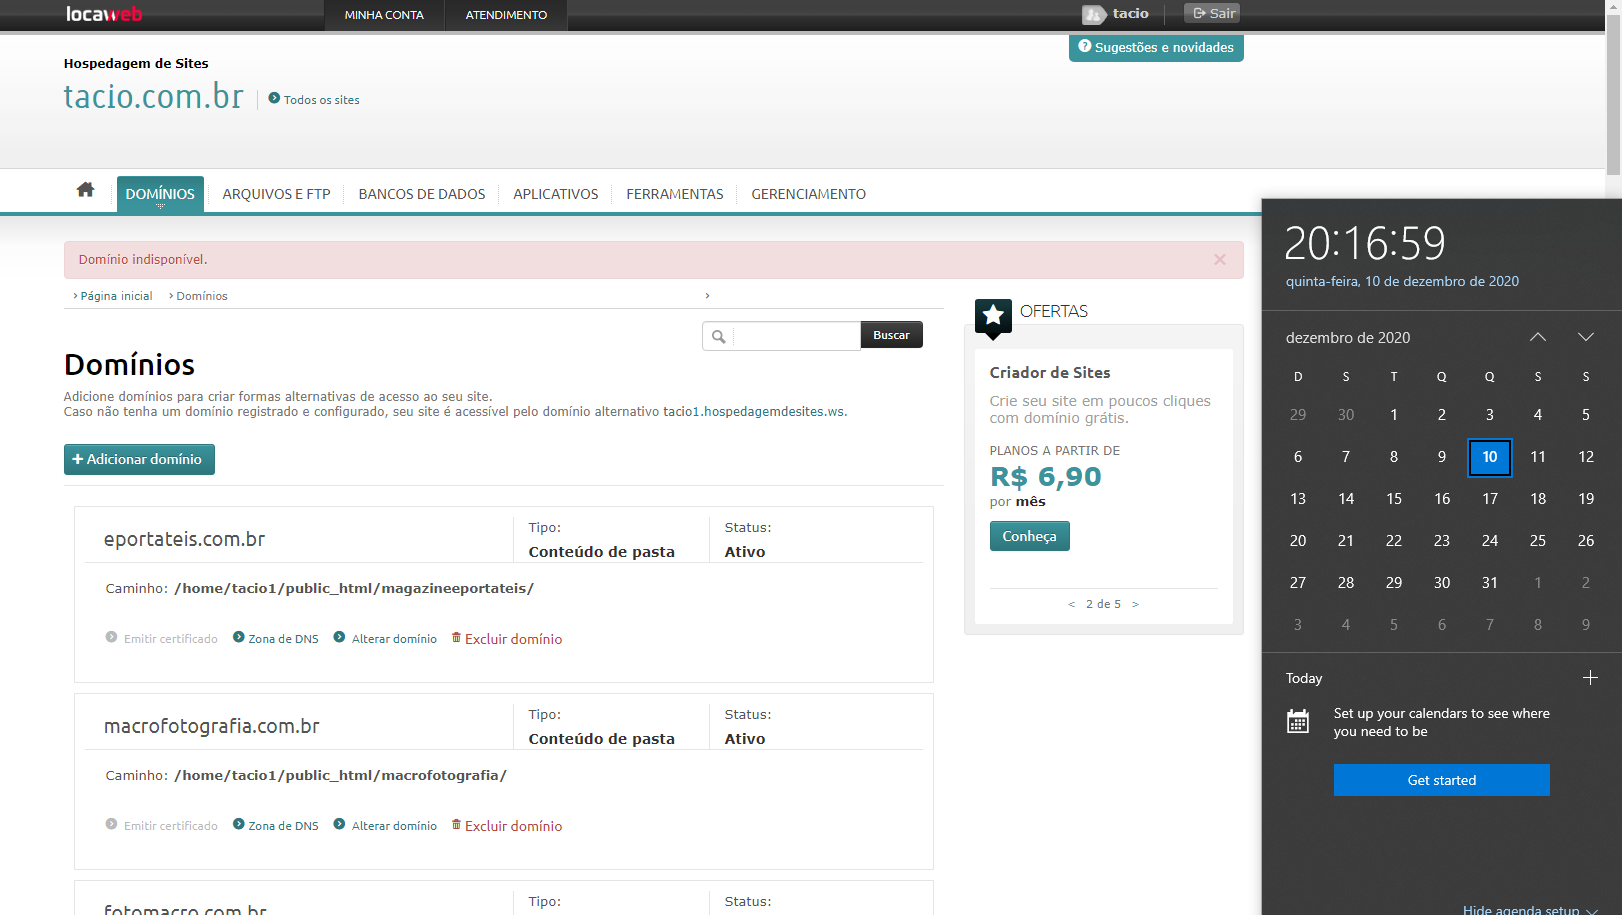 locaweb
MINHA CONTA
ATENDIMENTO
tacio
Sair
Sugestões e novidades
Hospedagem de Sites
tacio.com.br
Todos os sites
DOMÍNIOS
ARQUIVOS E FTP
BANCOS DE DADOS
APLICATIVOS
FERRAMENTAS
GERENCIAMENTO
Domínio indisponível.
Página inicial
Domínios
Buscar
Domínios
Adicione domínios para criar formas alternativas de acesso ao seu site.
Caso não tenha um domínio registrado e configurado, seu site é acessível pelo domínio alternativo tacio1.hospedagemdesites.ws.
+ Adicionar domínio
eportateis.com.br
Tipo:
Conteúdo de pasta
Status:
Ativo
Caminho: /home/tacio1/public_html/magazineeportateis/
Emitir certificado
Zona de DNS
Alterar domínio
Excluir domínio
macrofotografia.com.br
Tipo:
Conteúdo de pasta
Status:
Ativo
Caminho: /home/tacio1/public_html/macrofotografia/
Emitir certificado
Zona de DNS
Alterar domínio
Excluir domínio
fotomacro.com.br
Tipo:
Status:
OFERTAS
Criador de Sites
Crie seu site em poucos cliques
com domínio grátis.
PLANOS A PARTIR DE
R$ 6,90
por mês
Conheça
< 2 de 5 >
20:16:59
quinta-feira, 10 de dezembro de 2020
dezembro de 2020
D S T Q Q S S
29 30 1 2 3 4 5
6 7 8 9 10 11 12
13 14 15 16 17 18 19
20 21 22 23 24 25 26
27 28 29 30 31 1 2
3 4 5 6 7 8 9
Today
Set up your calendars to see where
you need to be
Get started
Hide agenda setup